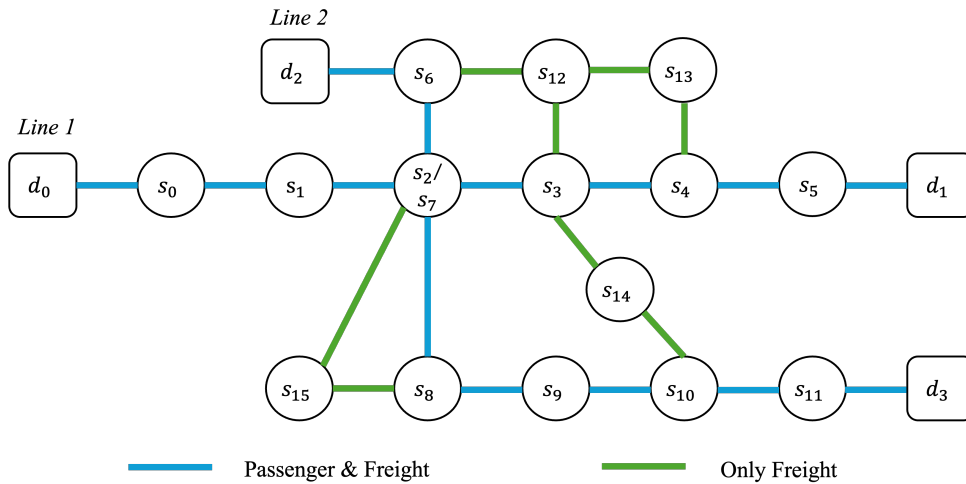 Line 2
d₂ s₆ s₁₂ s₁₃
Line 1
d₀ s₀ s₁ s₂/ s₃ s₄ s₅ d₁
s₇
s₁₄
s₁₅ s₈ s₉ s₁₀ s₁₁ d₃
Passenger & Freight Only Freight